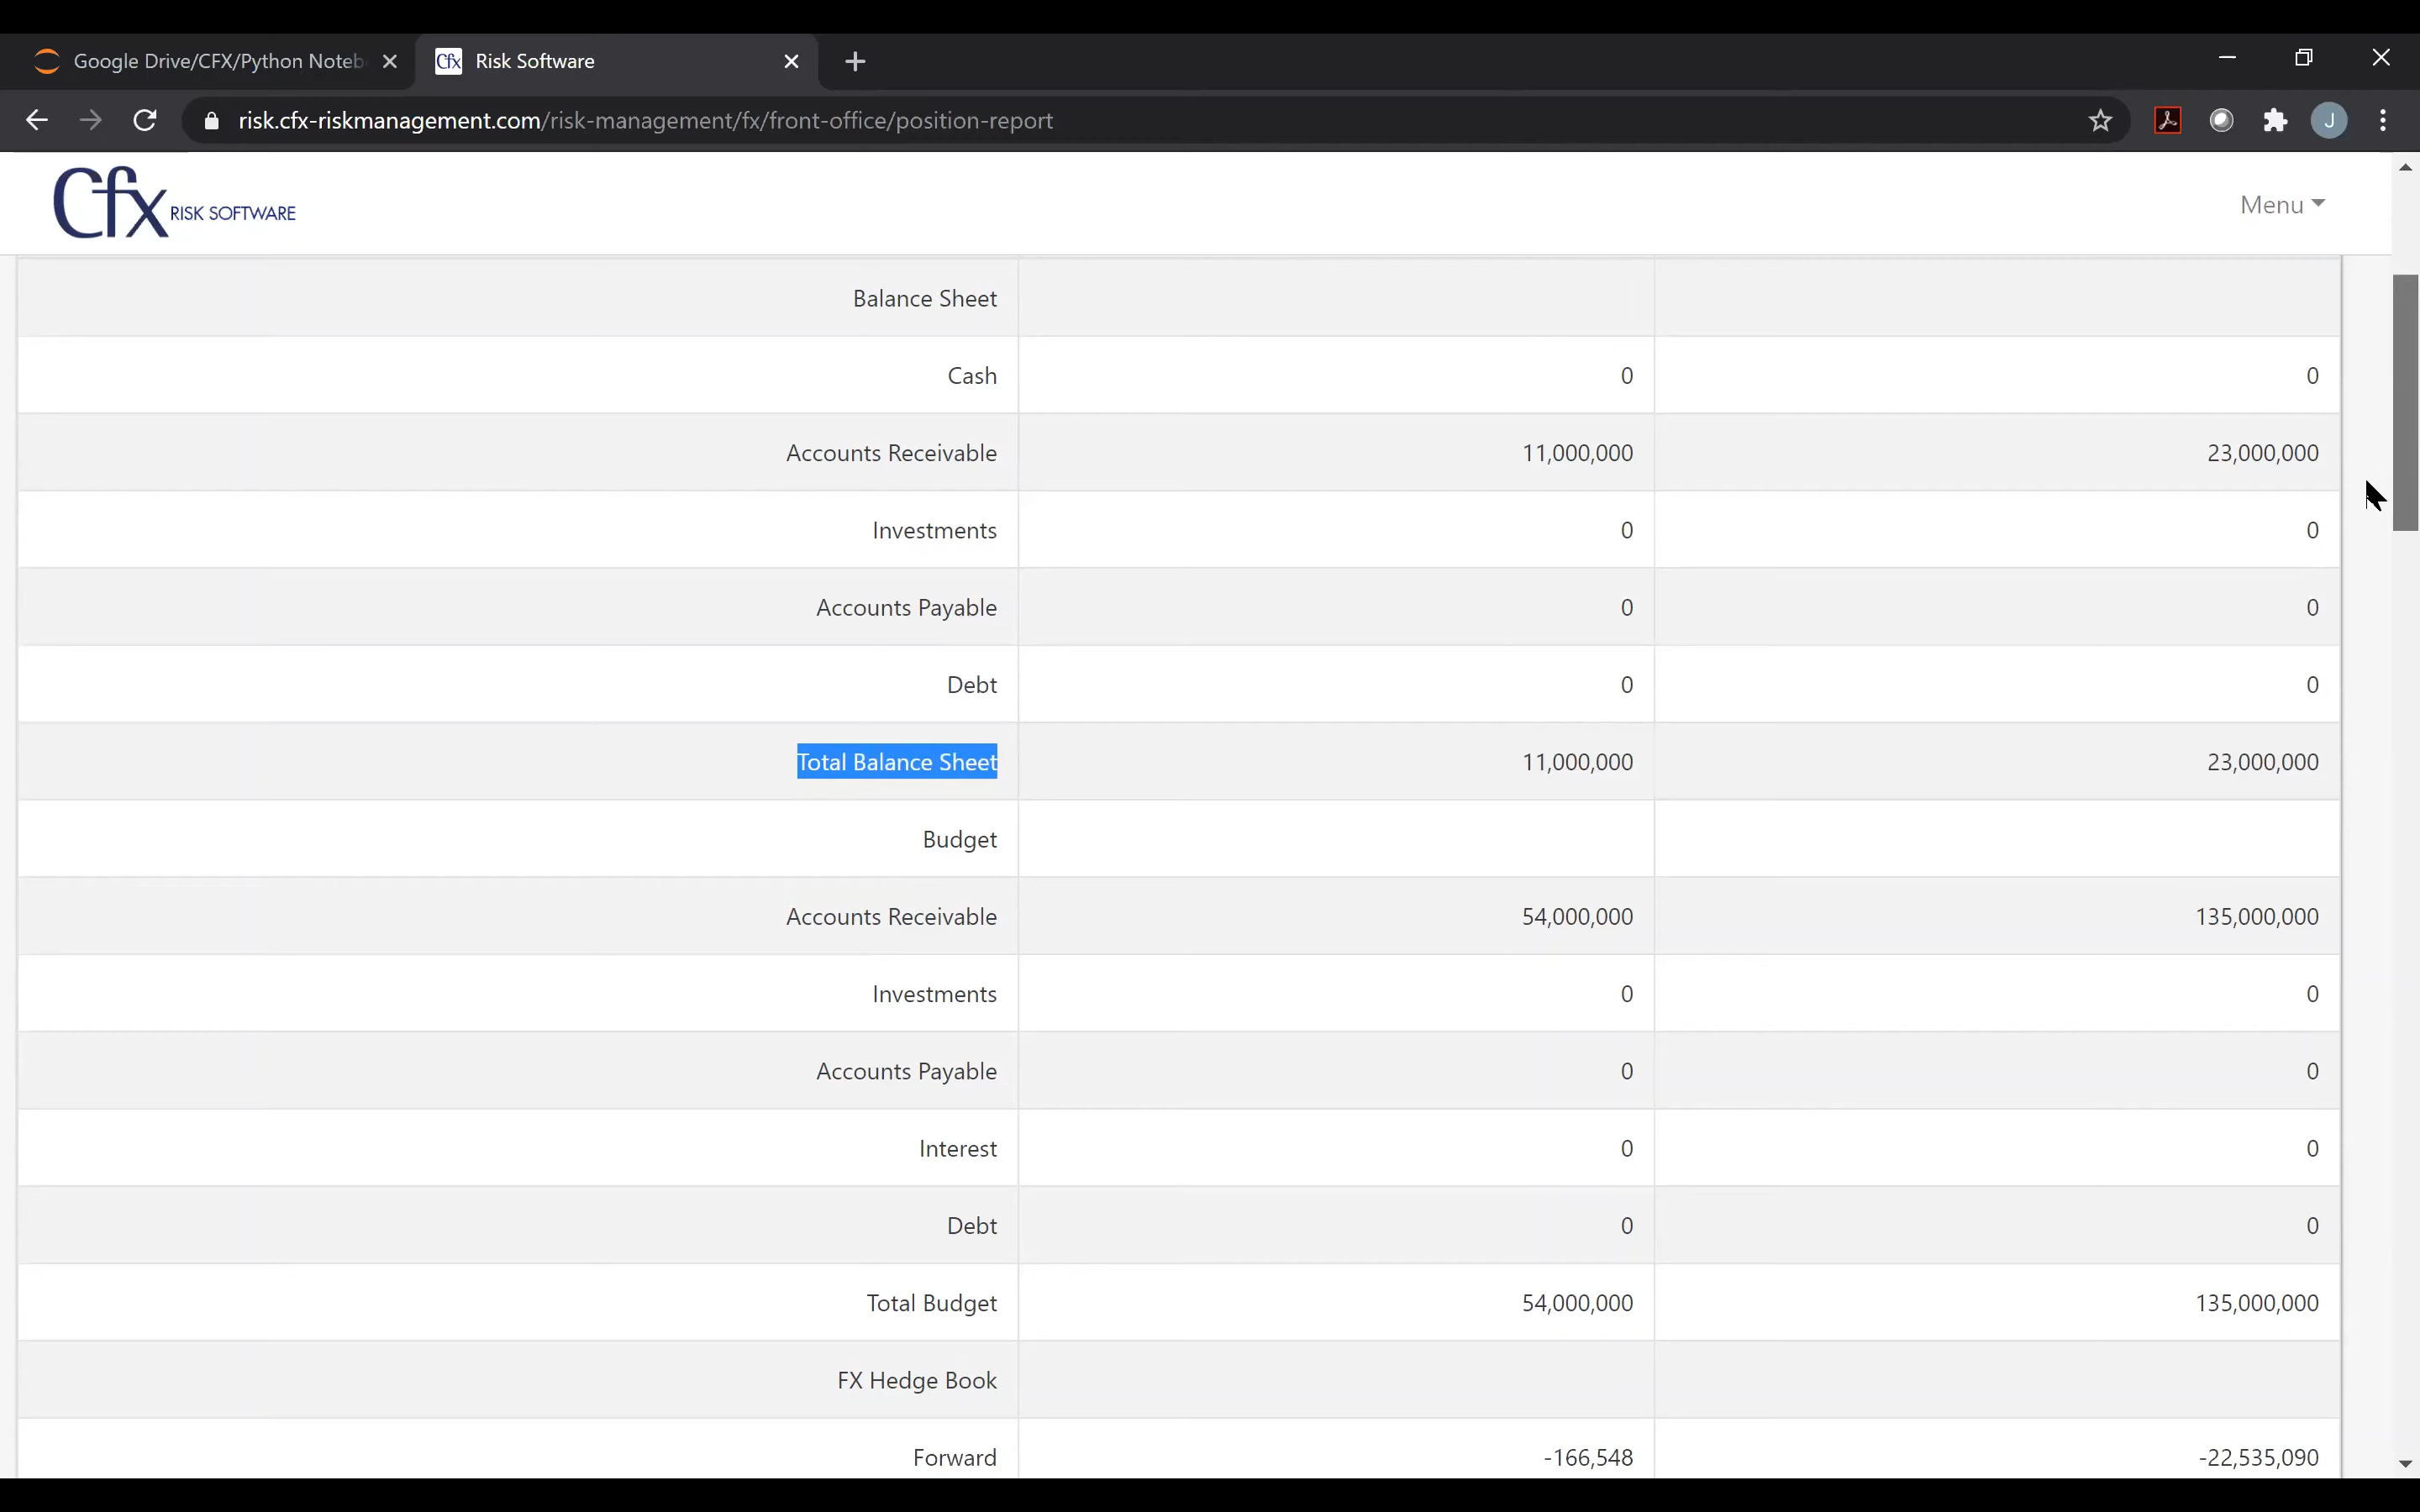 Google Drive/CFX/Python Noteb
Cfx Risk Software
risk.cfx-riskmanagement.com/risk-management/fx/front-office/position-report
J
Cfx RISK SOFTWARE
Menu
Balance Sheet
Cash 0 0
Accounts Receivable 11,000,000 23,000,000
Investments 0 0
Accounts Payable 0 0
Debt 0 0
Total Balance Sheet 11,000,000 23,000,000
Budget
Accounts Receivable 54,000,000 135,000,000
Investments 0 0
Accounts Payable 0 0
Interest 0 0
Debt 0 0
Total Budget 54,000,000 135,000,000
FX Hedge Book
Forward -166,548 -22,535,090